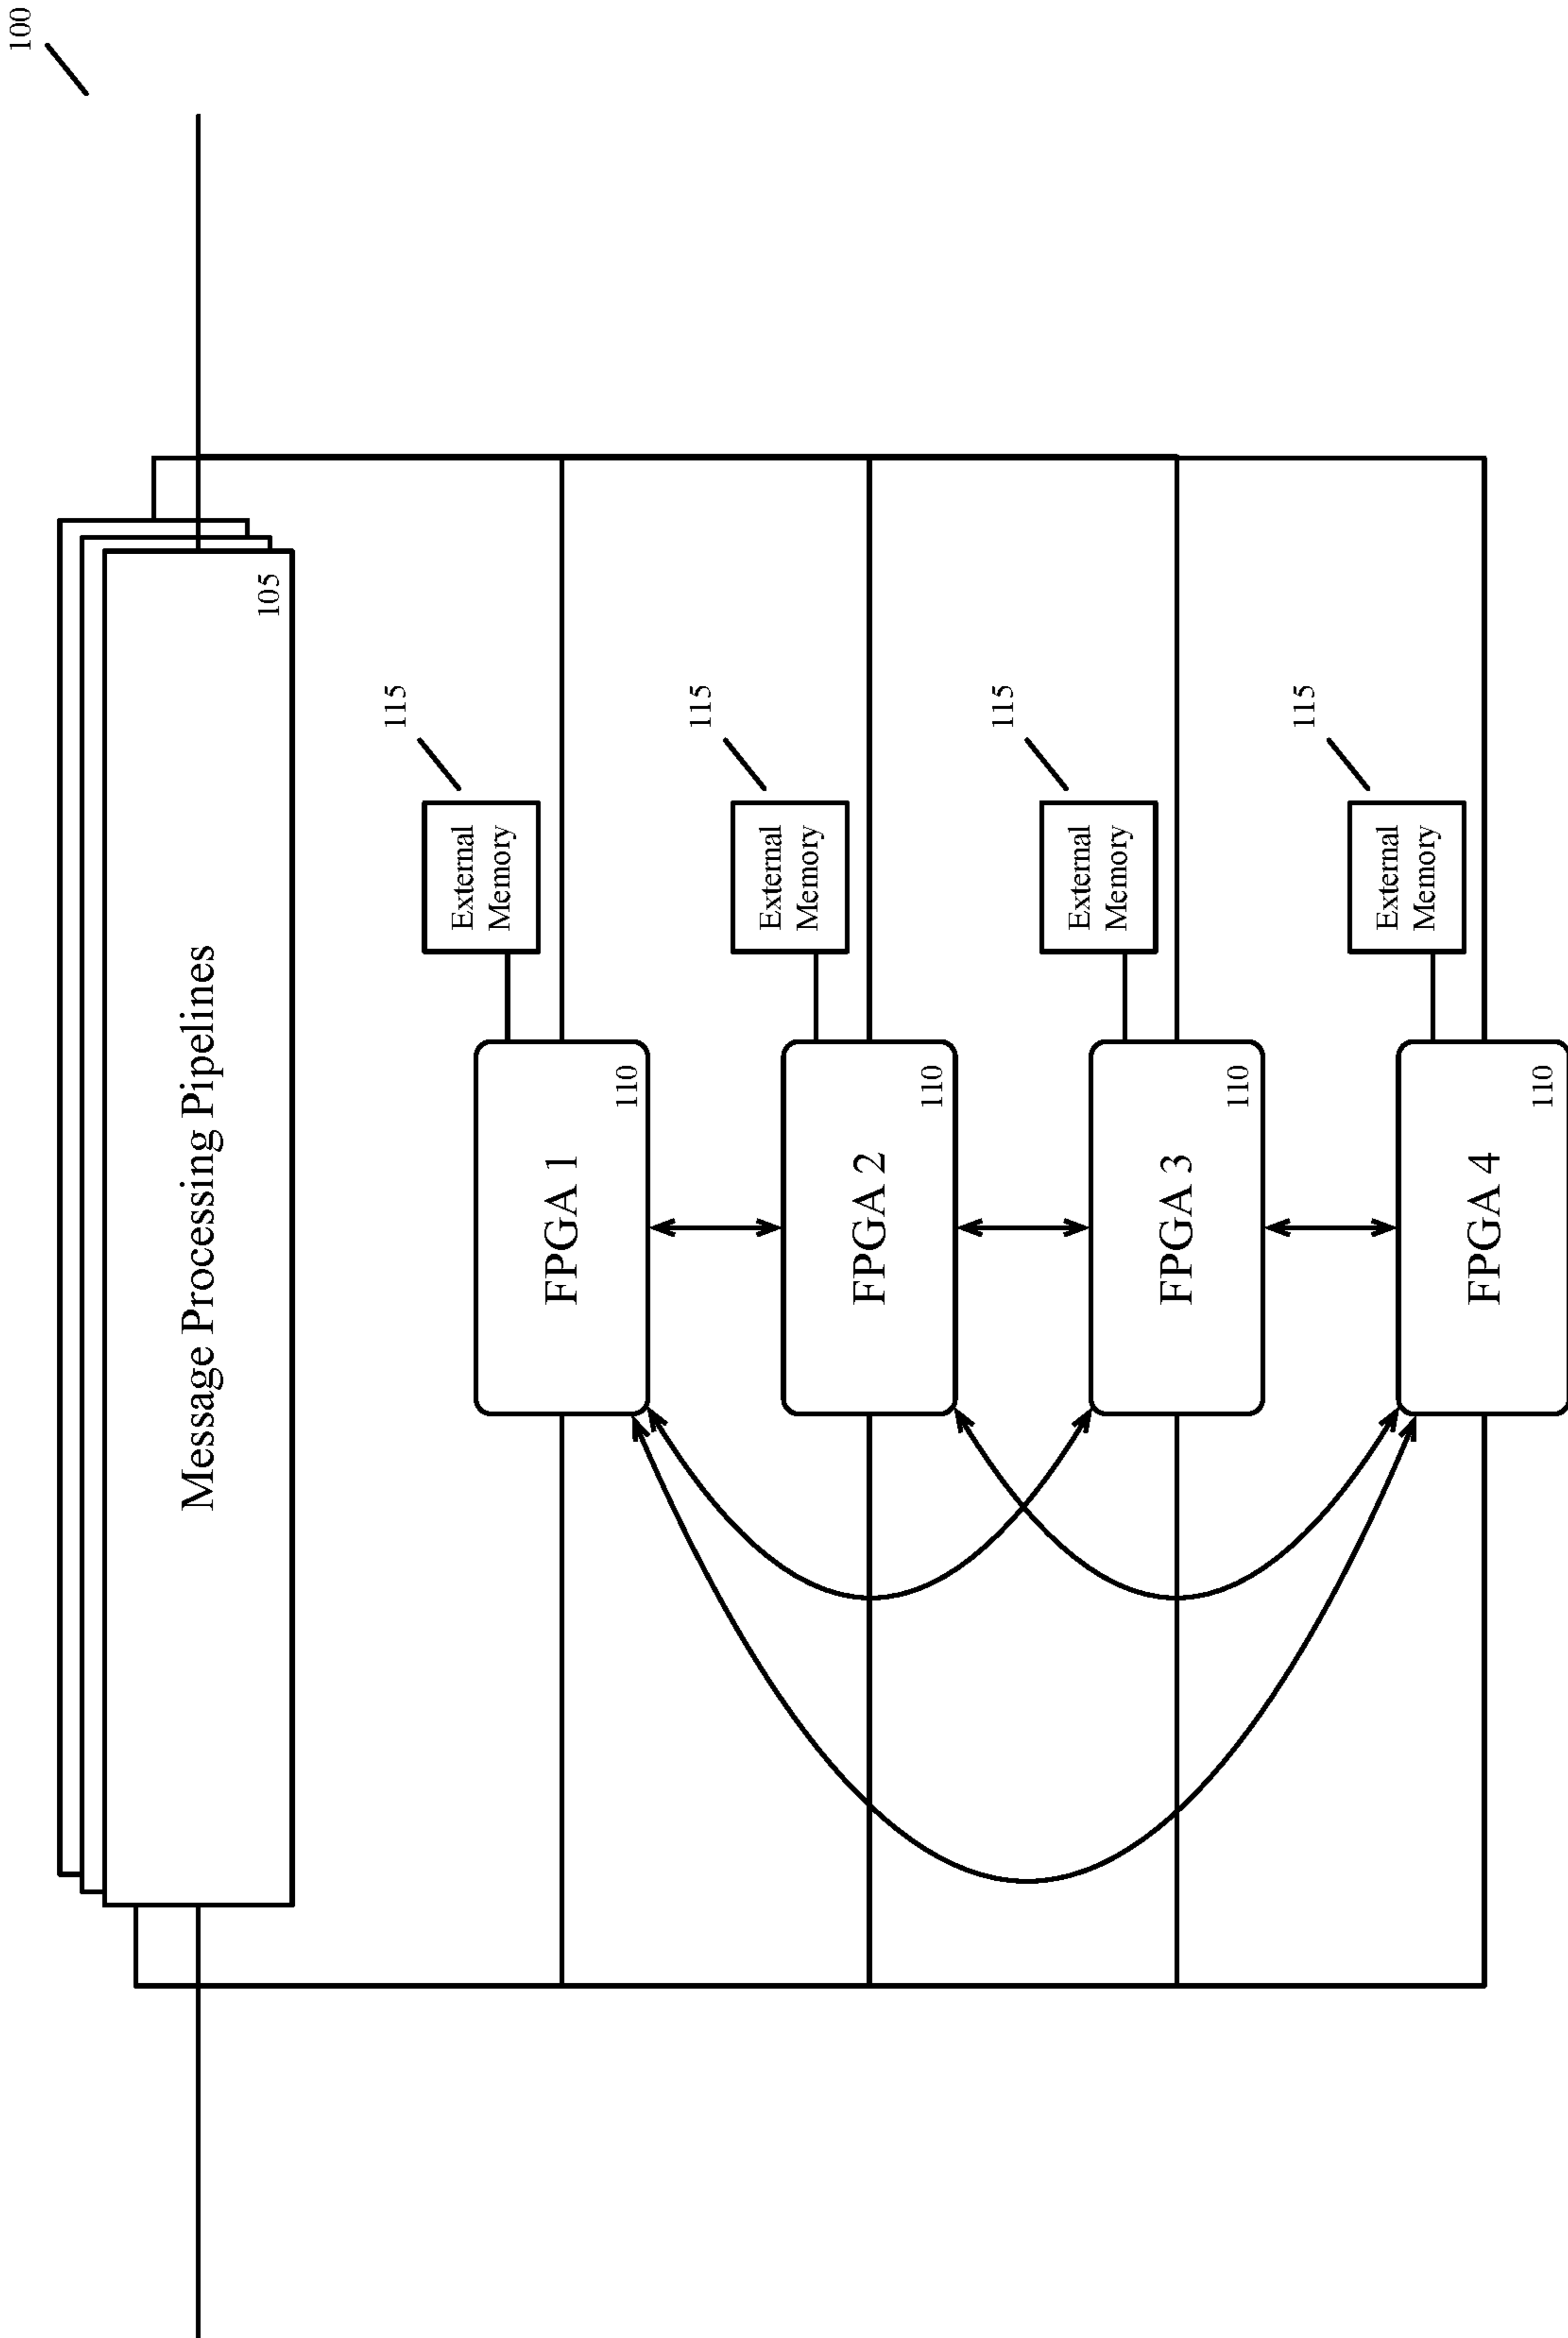 100
Message Processing Pipelines
105
115
External
Memory
FPGA 1
110
115
External
Memory
FPGA 2
110
115
External
Memory
FPGA 3
110
115
External
Memory
FPGA 4
110